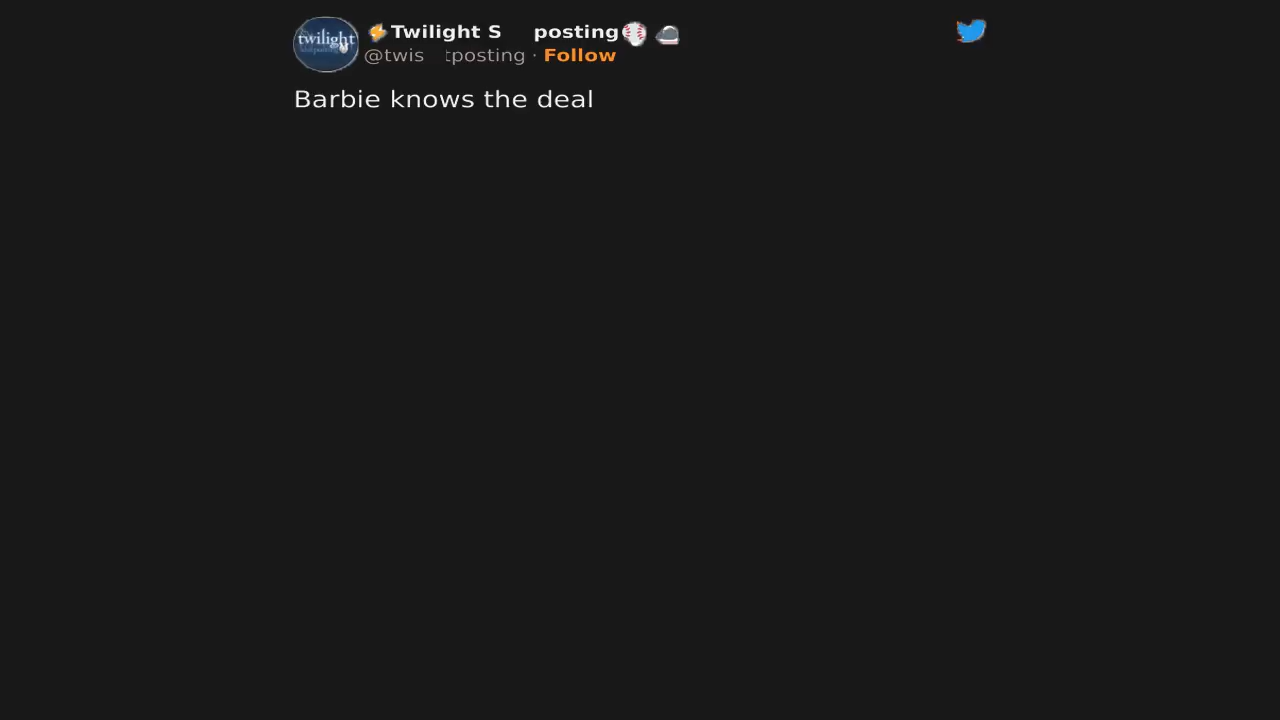 twilight
⚡Twilight S posting⚾🧢
@twis tposting · Follow
Barbie knows the deal